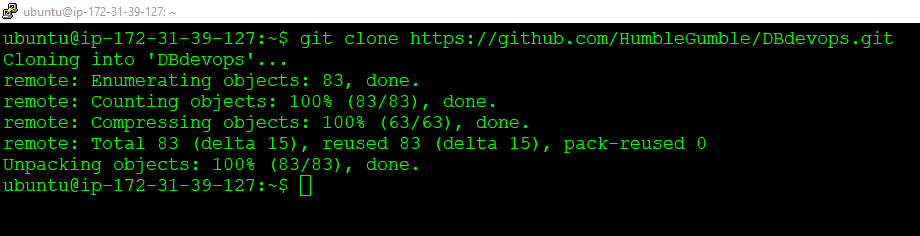 ubuntu@ip-172-31-39-127: ~
ubuntu@ip-172-31-39-127:~$ git clone https://github.com/HumbleGumble/DBdevops.git
Cloning into 'DBdevops'...
remote: Enumerating objects: 83, done.
remote: Counting objects: 100% (83/83), done.
remote: Compressing objects: 100% (63/63), done.
remote: Total 83 (delta 15), reused 83 (delta 15), pack-reused 0
Unpacking objects: 100% (83/83), done.
ubuntu@ip-172-31-39-127:~$